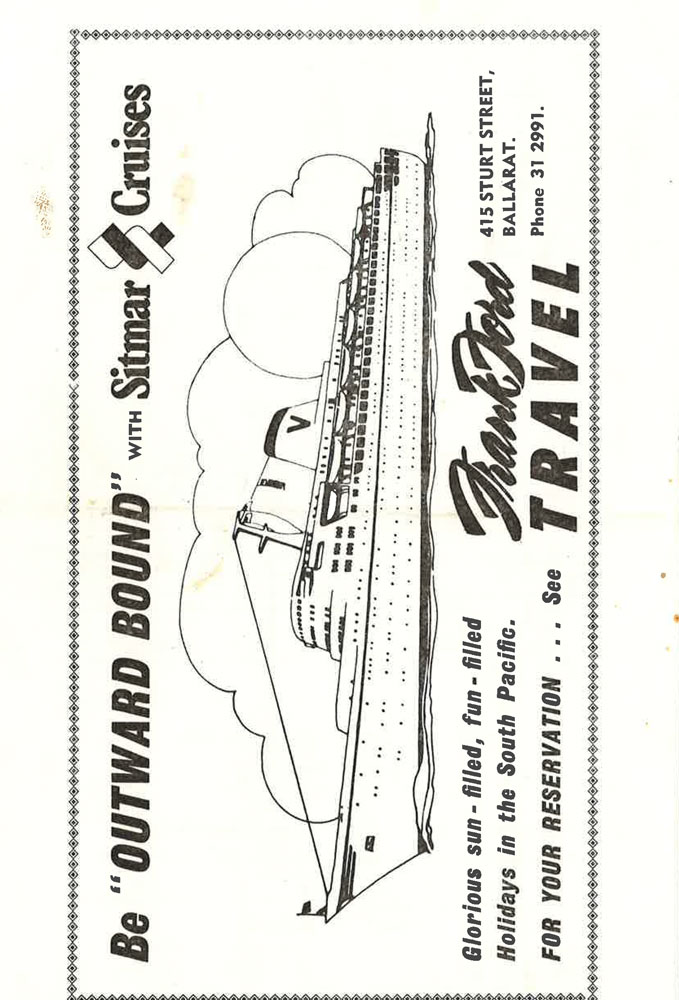 Be "OUTWARD BOUND" WITH Sitmar Cruises
V
Glorious sun - filled, fun - filled
Holidays in the South Pacific.
FOR YOUR RESERVATION . . . See
Frank Ford
TRAVEL
415 STURT STREET,
BALLARAT.
Phone 31 2991.